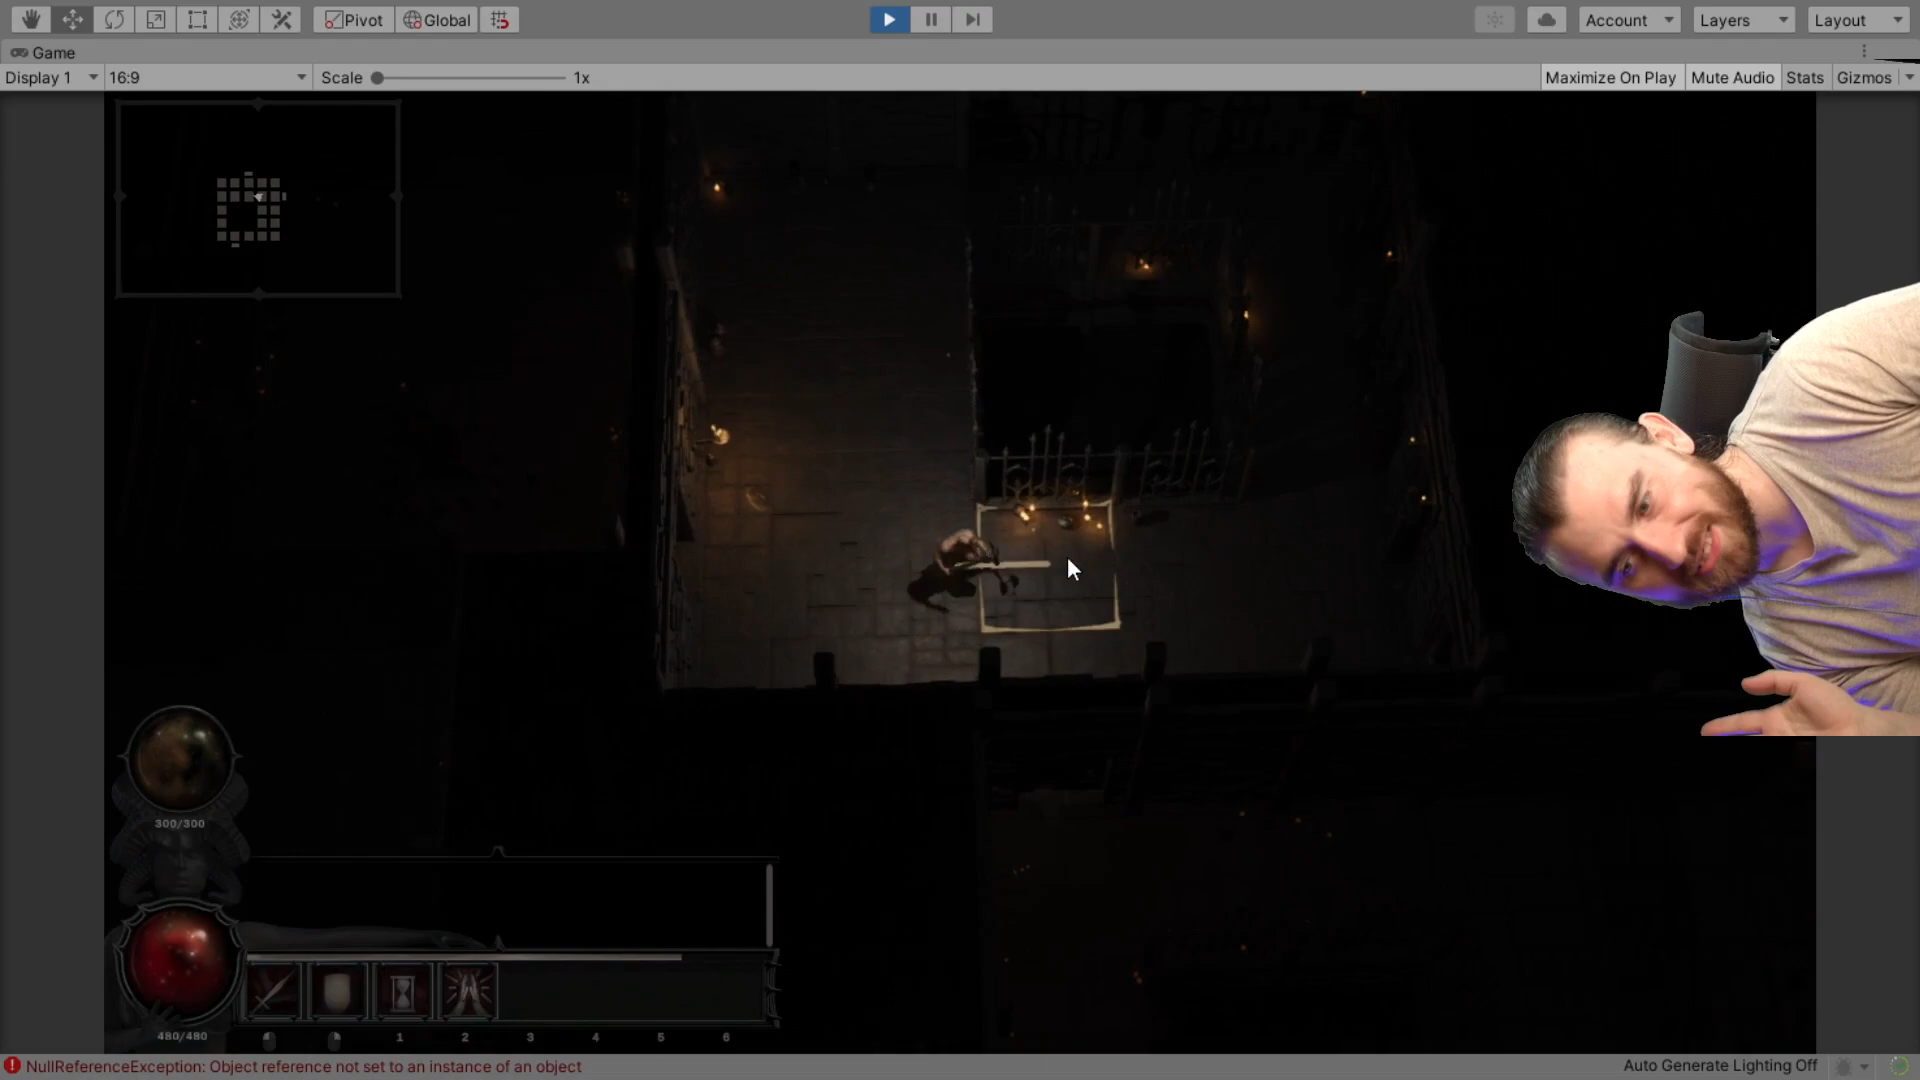 Pivot Global Account Layers Layout
Game
Display 1 16:9 Scale 1x Maximize On Play Mute Audio Stats Gizmos
300/300
480/480
1 2 3 4 5 6
NullReferenceException: Object reference not set to an instance of an object Auto Generate Lighting Off